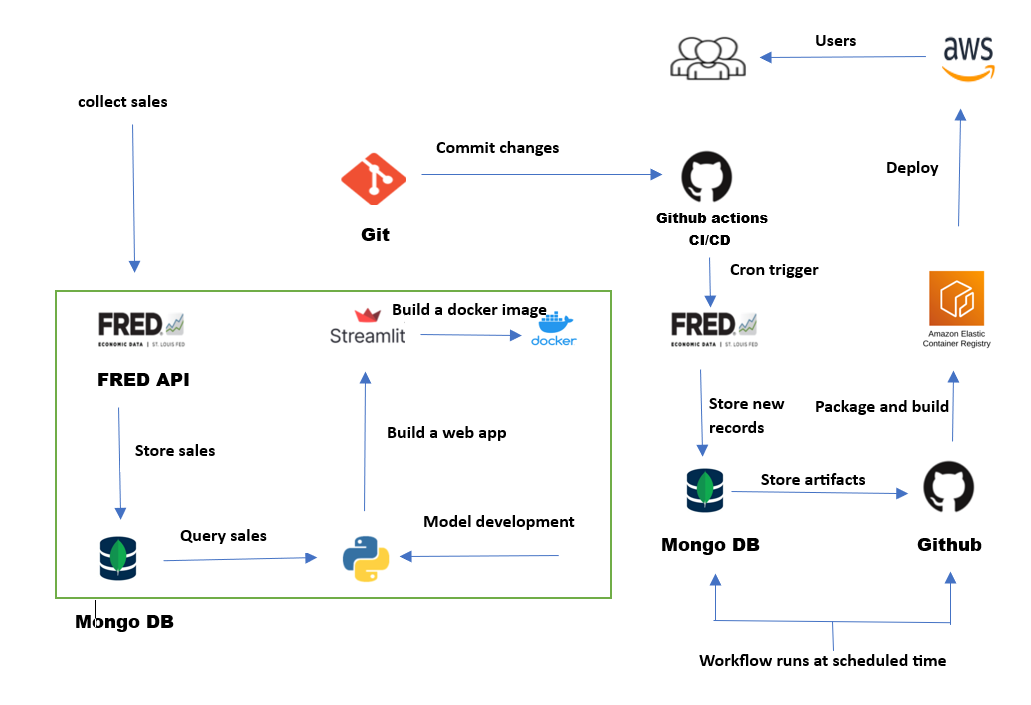 Users
aws
collect sales
Commit changes
Deploy
Git
Github actions
CI/CD
Cron trigger
FRED
ECONOMIC DATA | ST. LOUIS FED
FRED API
Build a docker image
Streamlit
docker
FRED
ECONOMIC DATA | ST. LOUIS FED
Amazon Elastic
Container Registry
Store sales
Build a web app
Store new
records
Package and build
Query sales
Model development
Store artifacts
Mongo DB
Mongo DB
Github
Workflow runs at scheduled time